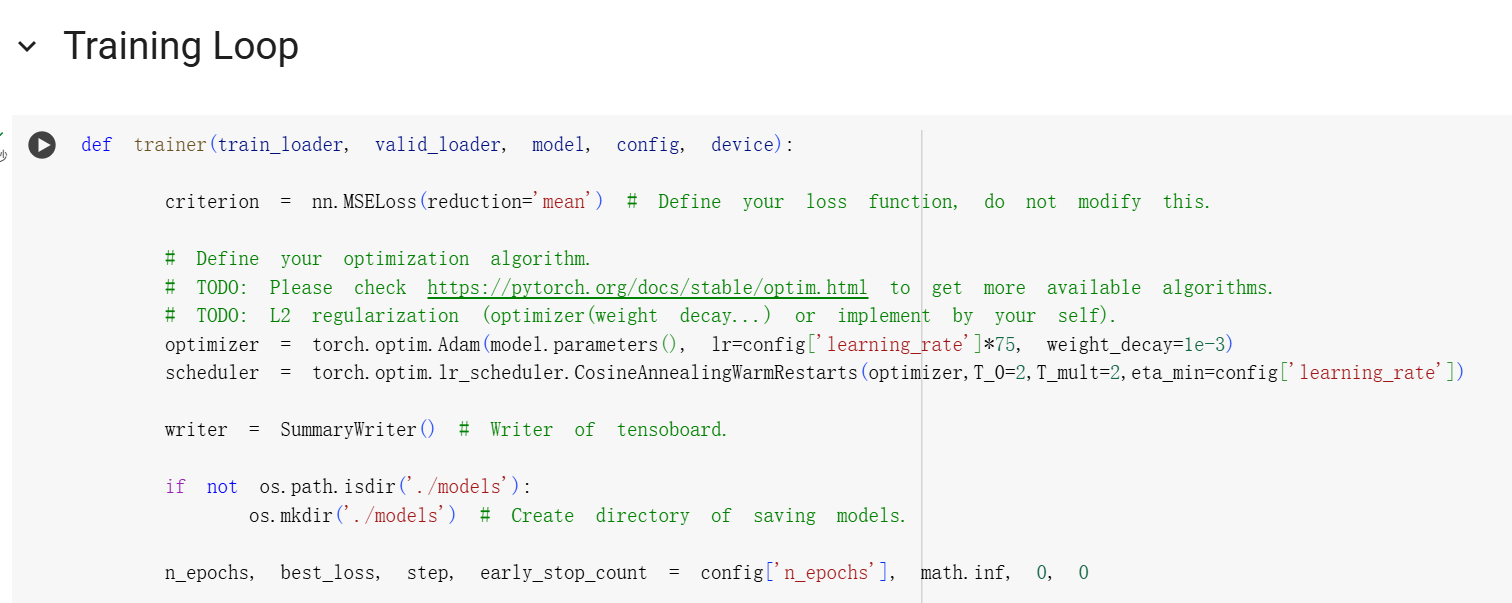 Training Loop
def trainer(train_loader, valid_loader, model, config, device):
criterion = nn.MSELoss(reduction='mean') # Define your loss function, do not modify this.
# Define your optimization algorithm.
# TODO: Please check https://pytorch.org/docs/stable/optim.html to get more available algorithms.
# TODO: L2 regularization (optimizer(weight decay...) or implement by your self).
optimizer = torch.optim.Adam(model.parameters(), lr=config['learning_rate']*75, weight_decay=1e-3)
scheduler = torch.optim.lr_scheduler.CosineAnnealingWarmRestarts(optimizer,T_0=2,T_mult=2,eta_min=config['learning_rate'])
writer = SummaryWriter() # Writer of tensoboard.
if not os.path.isdir('./models'):
os.mkdir('./models') # Create directory of saving models.
n_epochs, best_loss, step, early_stop_count = config['n_epochs'], math.inf, 0, 0